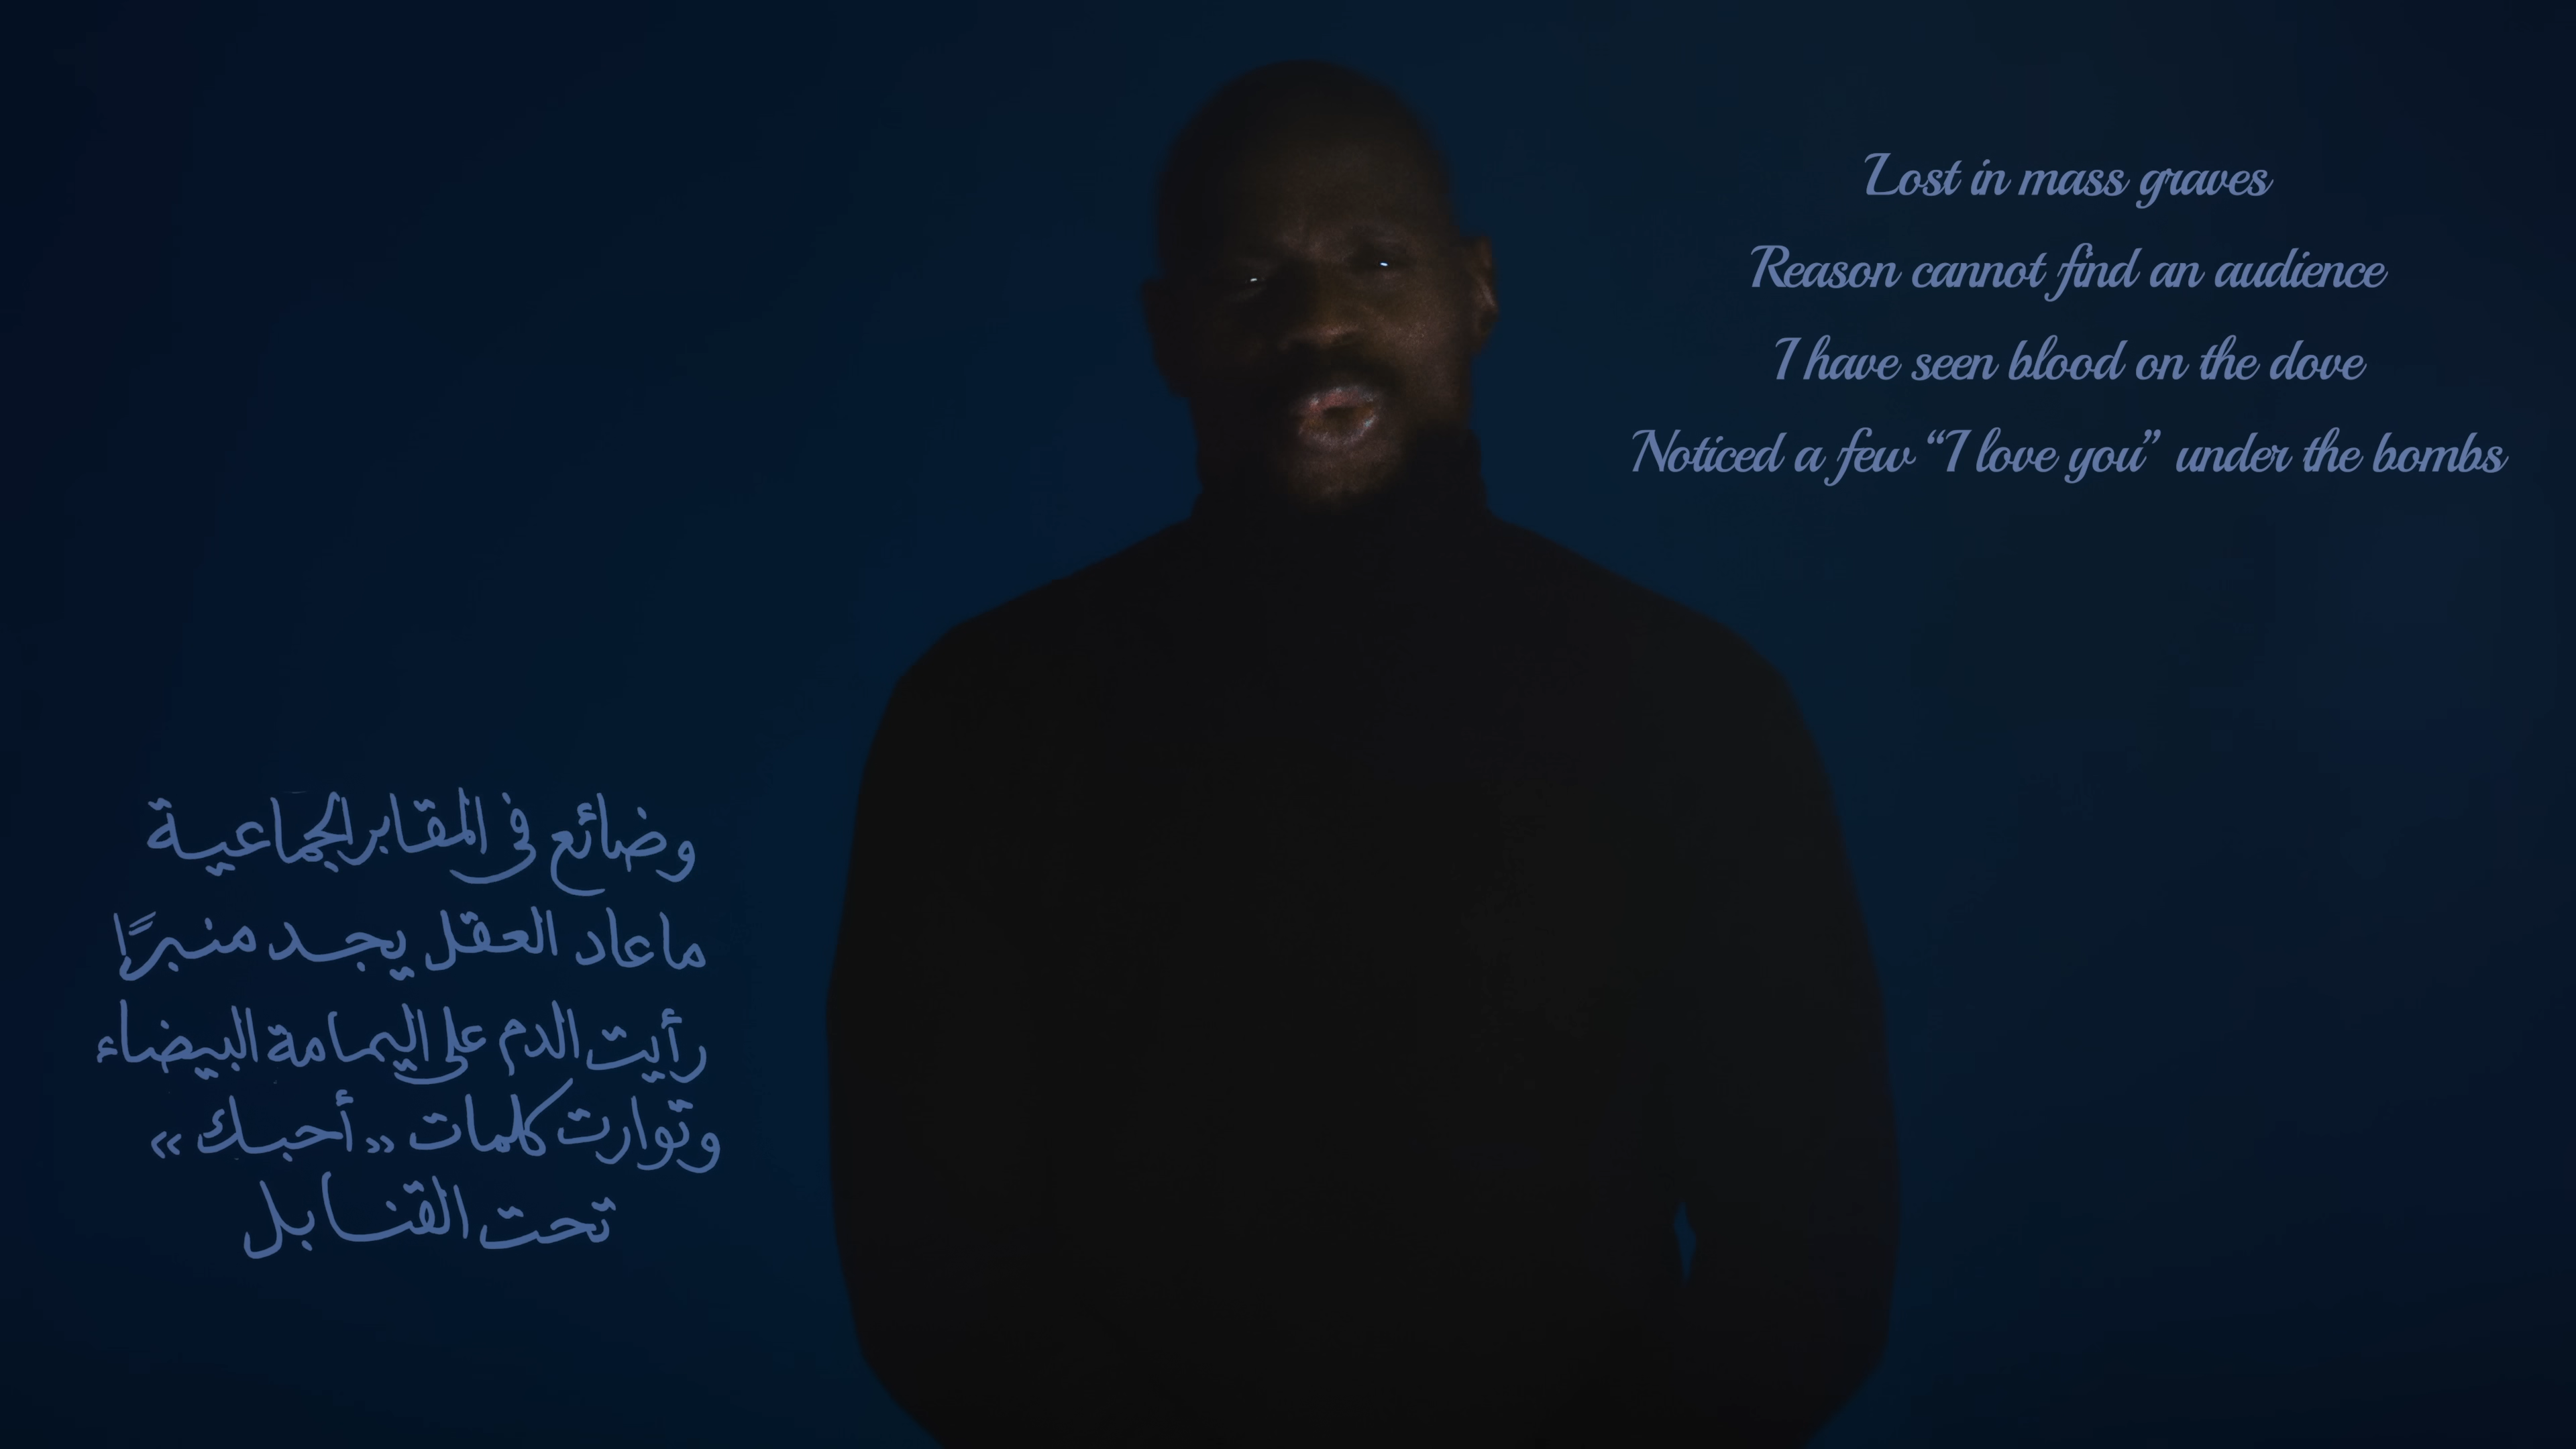 Lost in mass graves
Reason cannot find an audience
I have seen blood on the dove
Noticed a few “I love you” under the bombs
وضائع في المقابر الجماعية
ما عاد العقل يجد منبرًا
رأيت الدم على اليمامة البيضاء
وتوارت كلمات «أحبك»
تحت القنابل